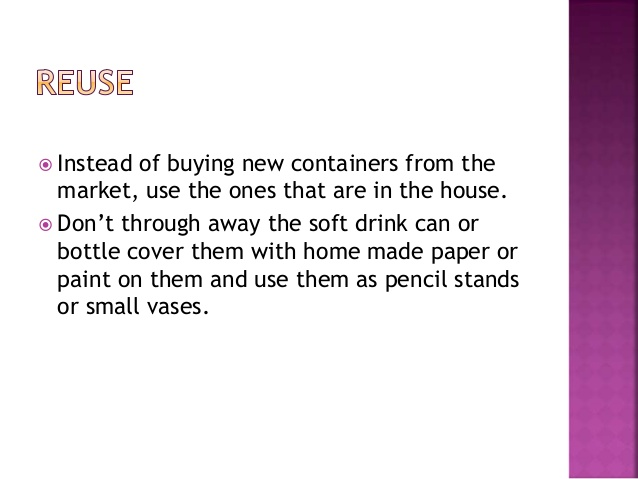 REUSE
Instead of buying new containers from the
market, use the ones that are in the house.
Don’t through away the soft drink can or
bottle cover them with home made paper or
paint on them and use them as pencil stands
or small vases.